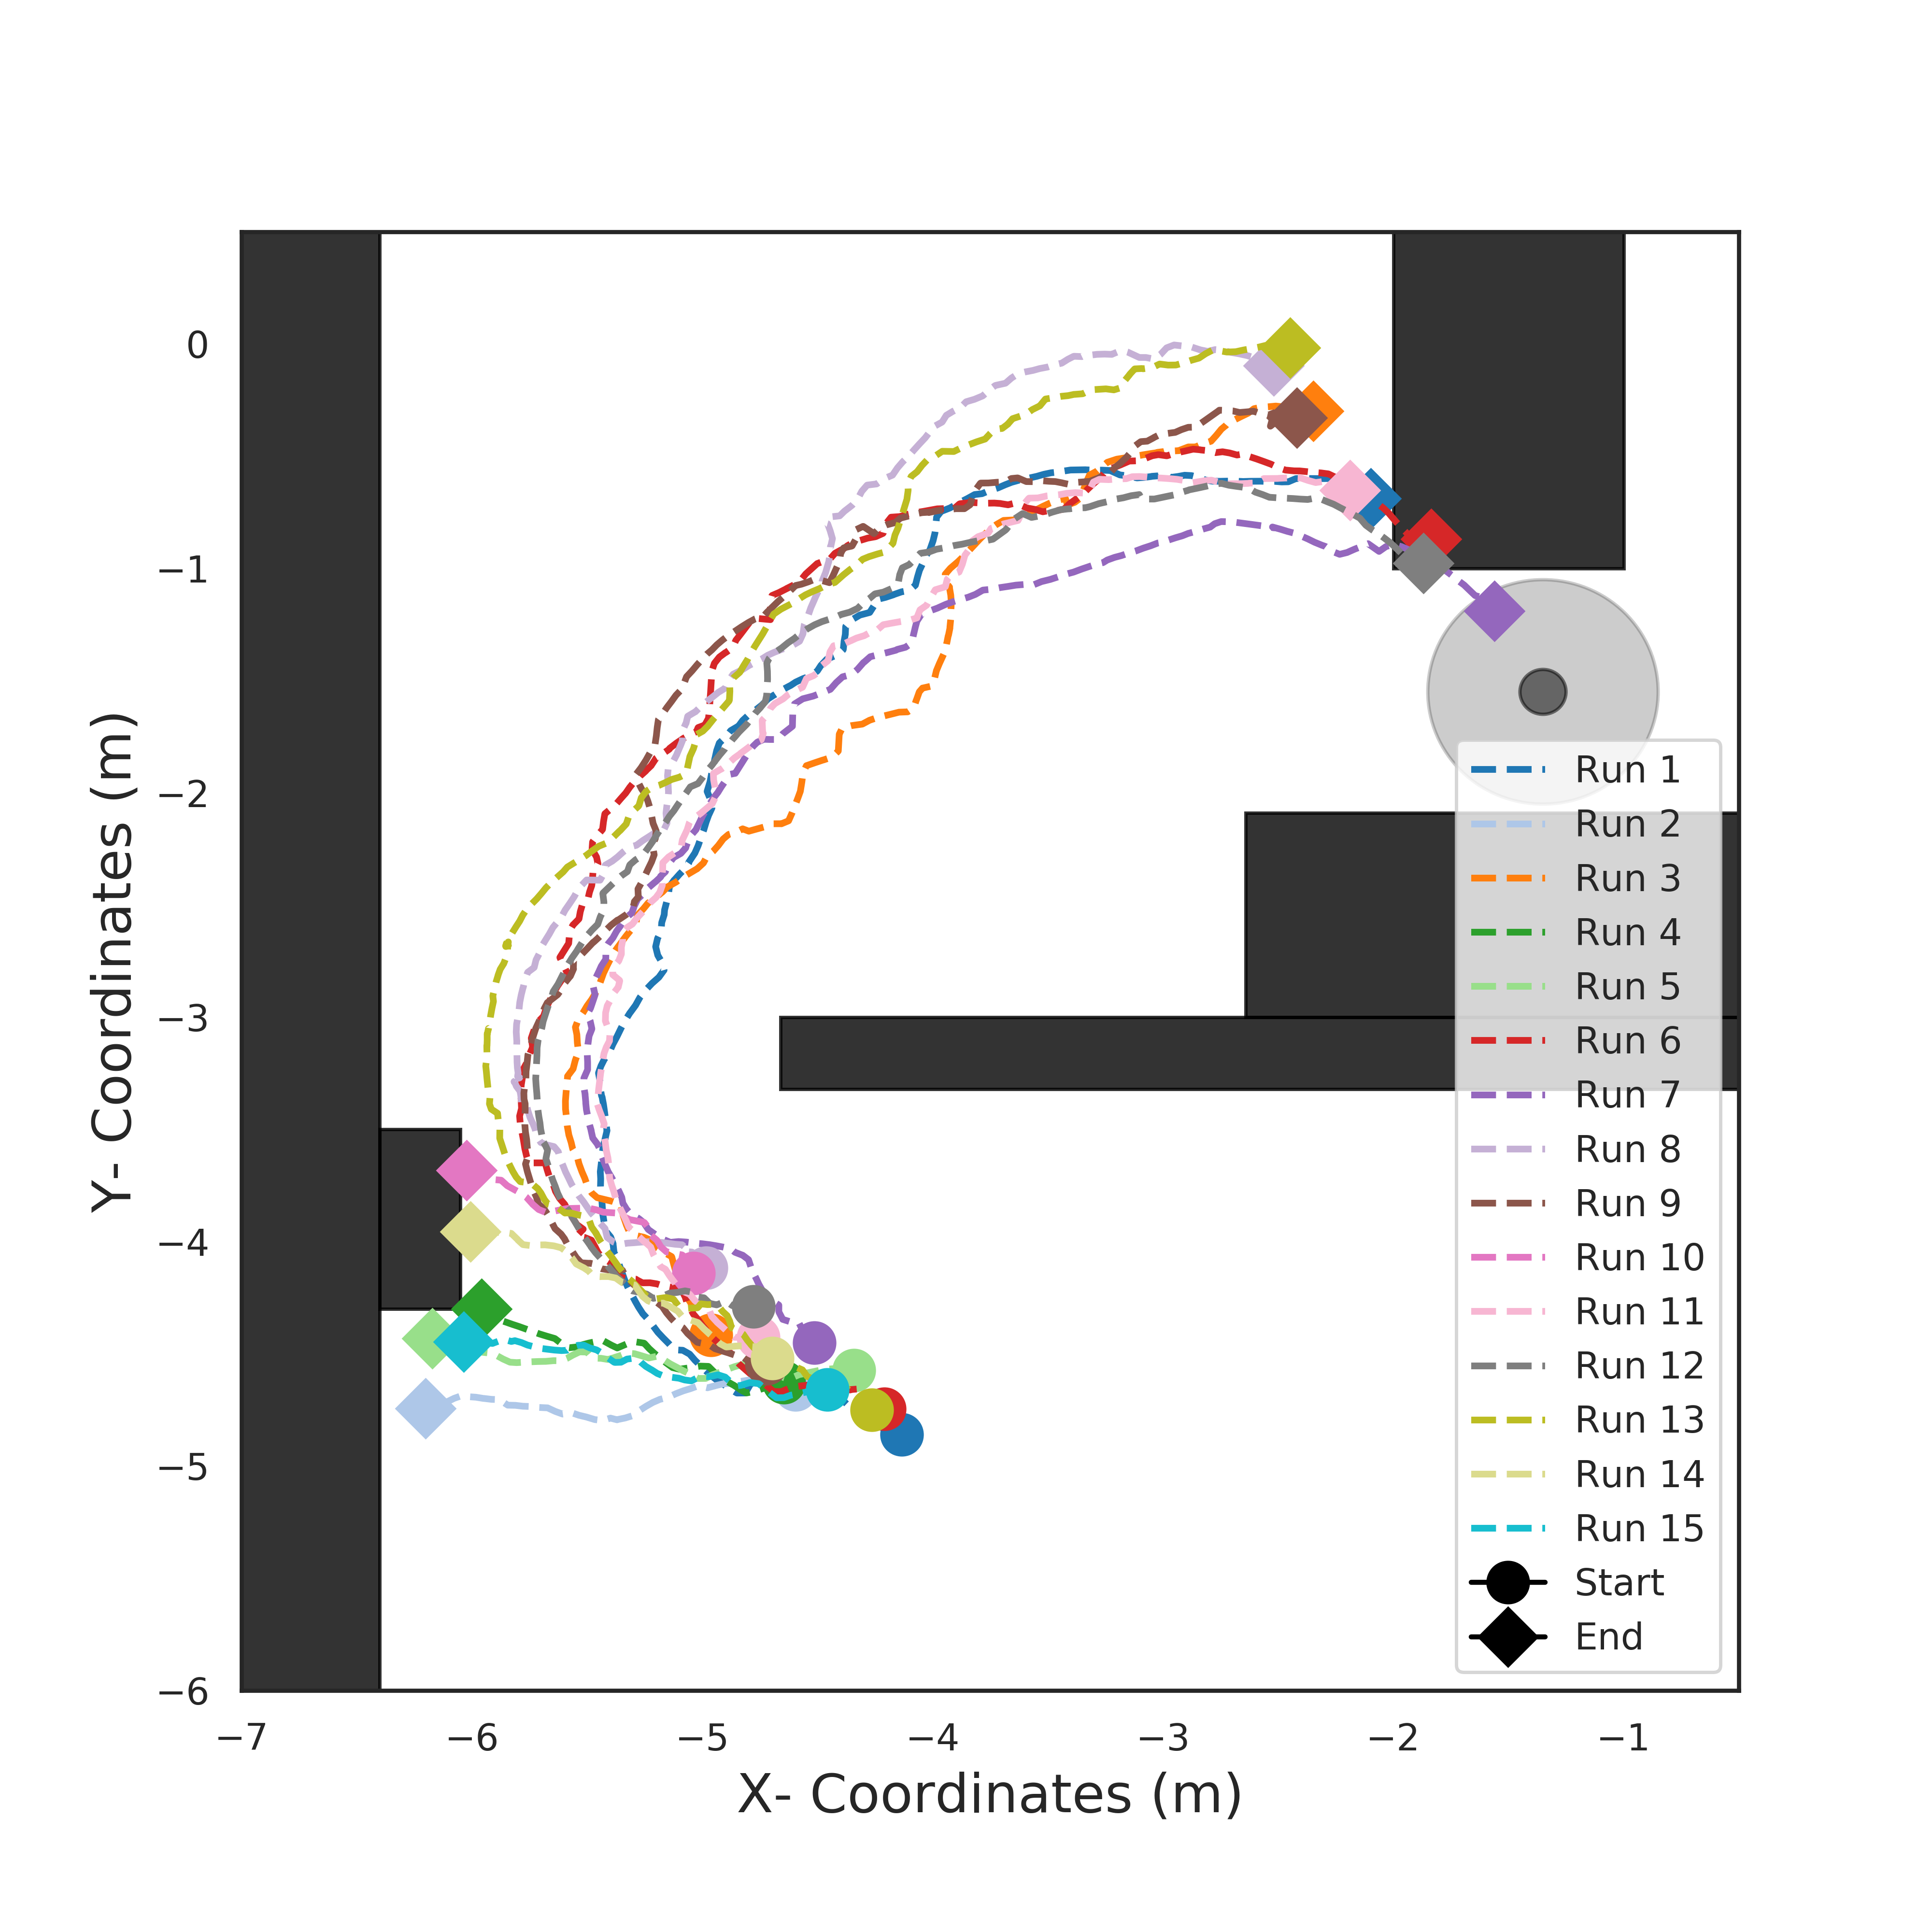 0
−1
−2
−3
−4
−5
−6
Y- Coordinates (m)
−7
−6
−5
−4
−3
−2
−1
X- Coordinates (m)
Run 1
Run 2
Run 3
Run 4
Run 5
Run 6
Run 7
Run 8
Run 9
Run 10
Run 11
Run 12
Run 13
Run 14
Run 15
Start
End